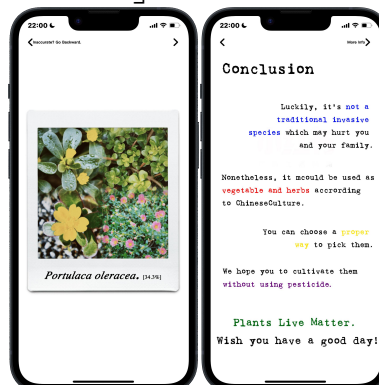 22:00
Inaccurate? Go Backward.
Portulaca oleracea. [34.3%]
22:00
More Info
Conclusion
Luckily, it's not a
traditional invasive
species which may hurt you
and your family.
Nonetheless, it mcould be used as
vegetable and herbs accrording
to ChineseCulture.
You can choose a propar
way to pick them.
We hope you to cultivate them
without using pesticide.
Plants Live Matter.
Wish you have a good day!